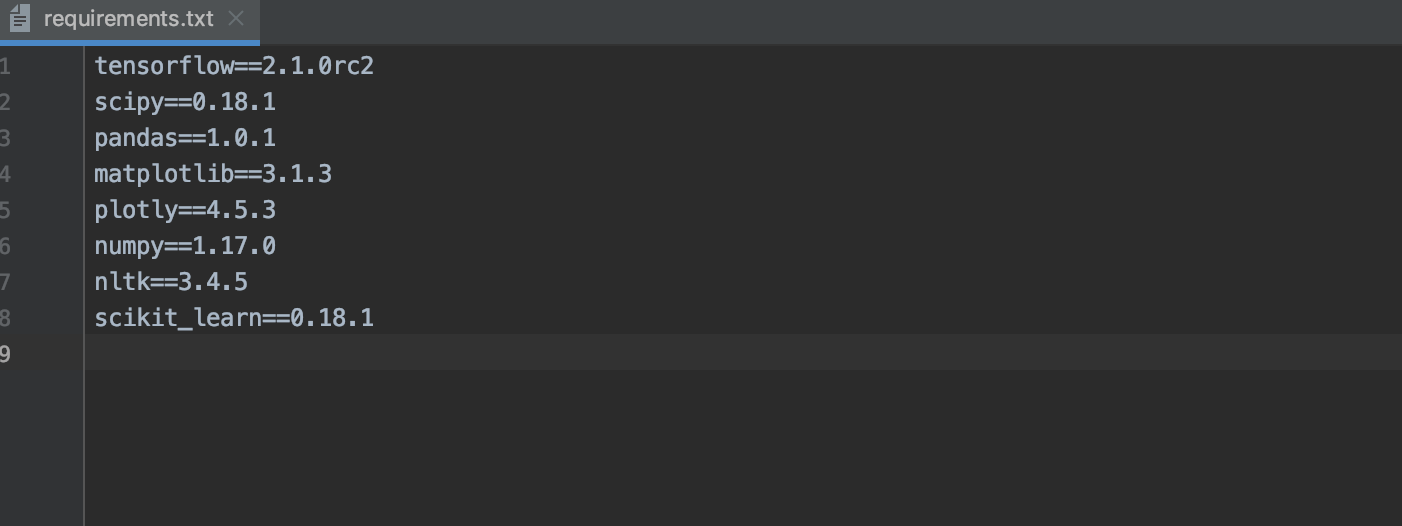 requirements.txt
1 tensorflow==2.1.0rc2
2 scipy==0.18.1
3 pandas==1.0.1
4 matplotlib==3.1.3
5 plotly==4.5.3
6 numpy==1.17.0
7 nltk==3.4.5
8 scikit_learn==0.18.1
9